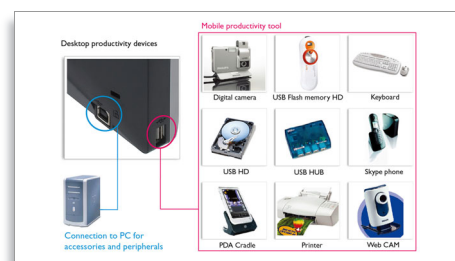 Mobile productivity tool
Desktop productivity devices
Digital camera
USB Flash memory HD
Keyboard
USB HD
USB HUB
Skype phone
Connection to PC for
accessories and peripherals
PDA Cradle
Printer
Web CAM